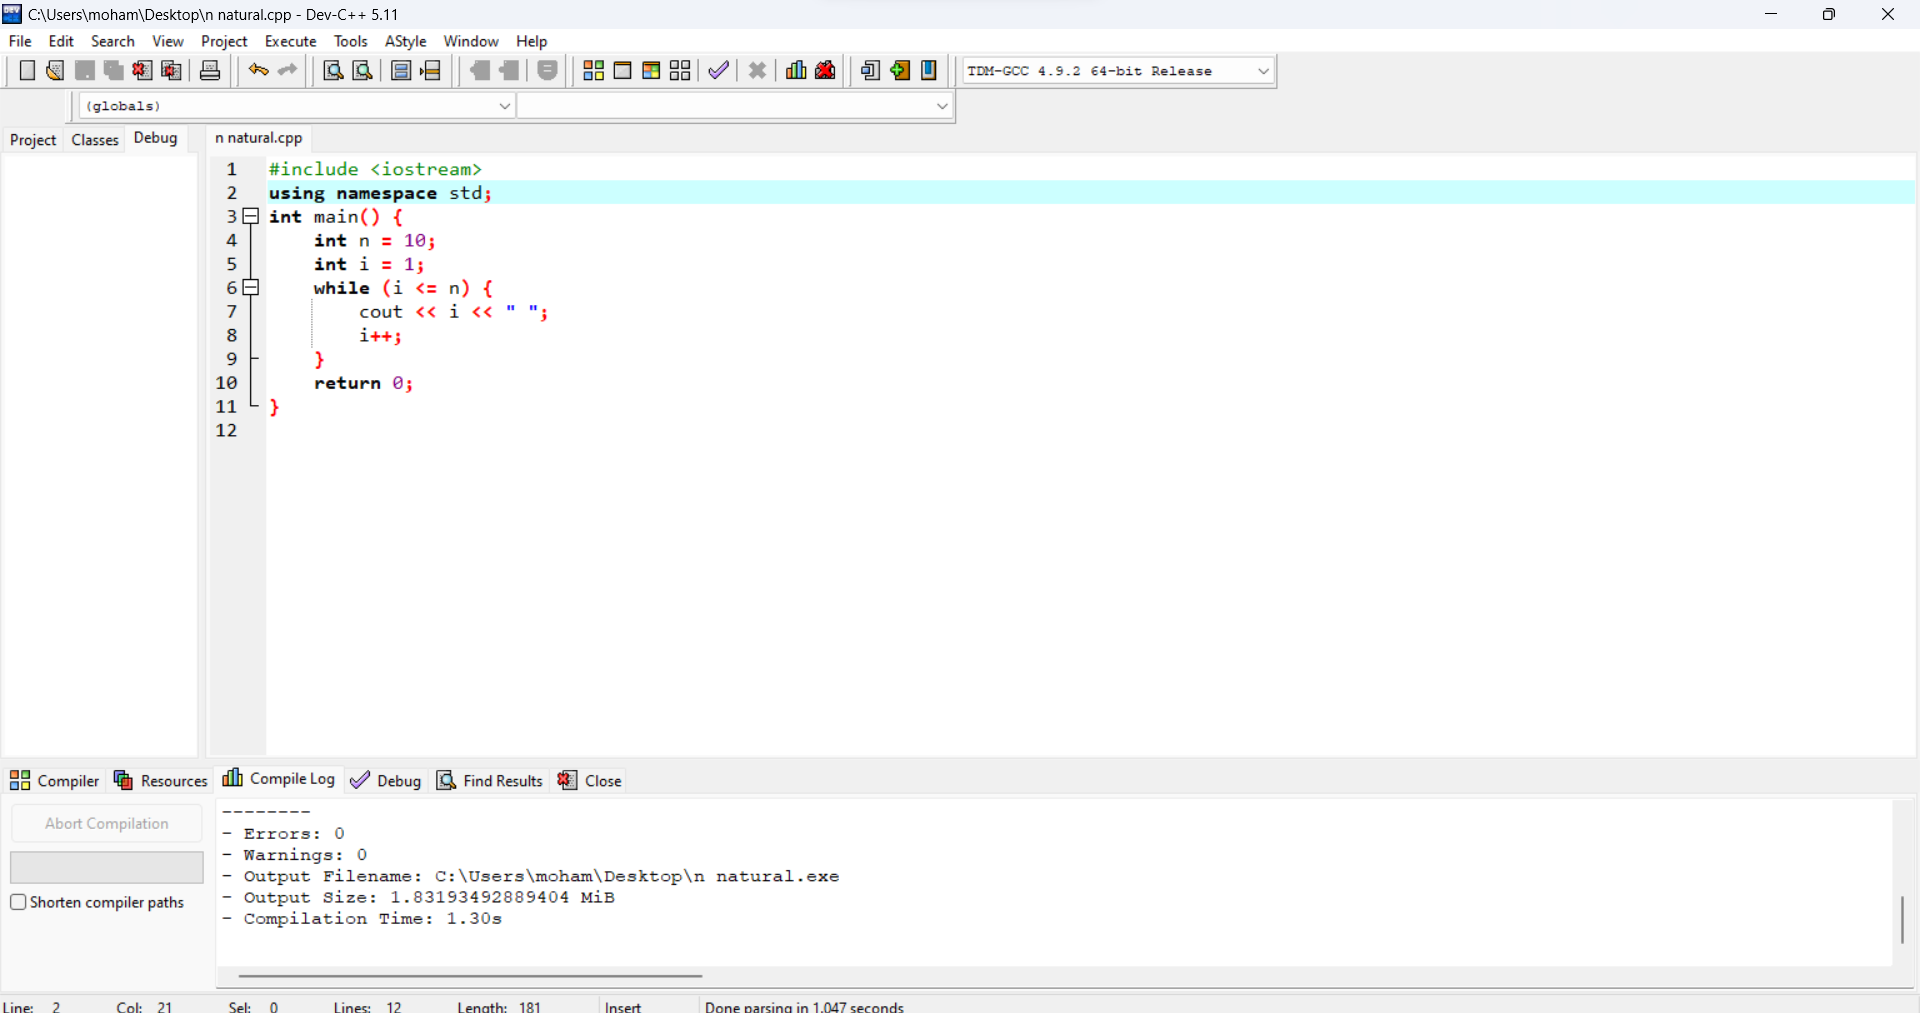 C:\Users\moham\Desktop\n natural.cpp - Dev-C++ 5.11
File Edit Search View Project Execute Tools AStyle Window Help
TDM-GCC 4.9.2 64-bit Release
(globals)
Project Classes Debug n natural.cpp
1 #include <iostream>
2 using namespace std;
3 int main() {
4     int n = 10;
5     int i = 1;
6     while (i <= n) {
7         cout << i << " ";
8         i++;
9     }
10     return 0;
11 }
12
Compiler Resources Compile Log Debug Find Results Close
Abort Compilation
Shorten compiler paths
--------
- Errors: 0
- Warnings: 0
- Output Filename: C:\Users\moham\Desktop\n natural.exe
- Output Size: 1.83193492889404 MiB
- Compilation Time: 1.30s
Line: 2 Col: 21 Sel: 0 Lines: 12 Length: 181 Insert Done parsing in 1.047 seconds